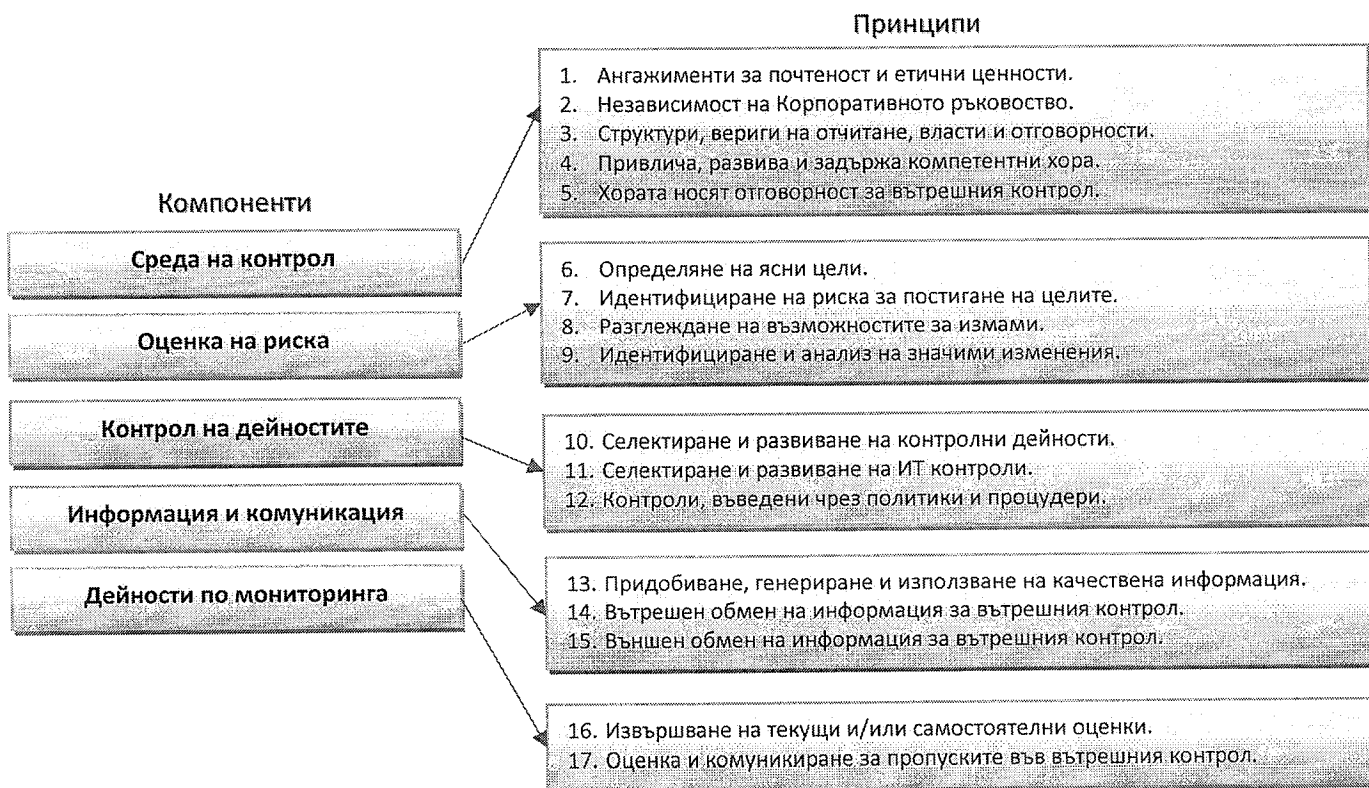 Принципи
1. Ангажименти за почтеност и етични ценности.
2. Независимост на Корпоративното ръковоство.
3. Структури, вериги на отчитане, власти и отговорности.
4. Привлича, развива и задържа компетентни хора.
5. Хората носят отговорност за вътрешния контрол.
Компоненти
Среда на контрол
Оценка на риска
Контрол на дейностите
Информация и комуникация
Дейности по мониторинга
6. Определяне на ясни цели.
7. Идентифициране на риска за постигане на целите.
8. Разглеждане на възможностите за измами.
9. Идентифициране и анализ на значими изменения.
10. Селектиране и развиване на контролни дейности.
11. Селектиране и развиване на ИТ контроли.
12. Контроли, въведени чрез политики и процудери.
13. Придобиване, генериране и използване на качествена информация.
14. Вътрешен обмен на информация за вътрешния контрол.
15. Външен обмен на информация за вътрешния контрол.
16. Извършване на текущи и/или самостоятелни оценки.
17. Оценка и комуникиране за пропуските във вътрешния контрол.